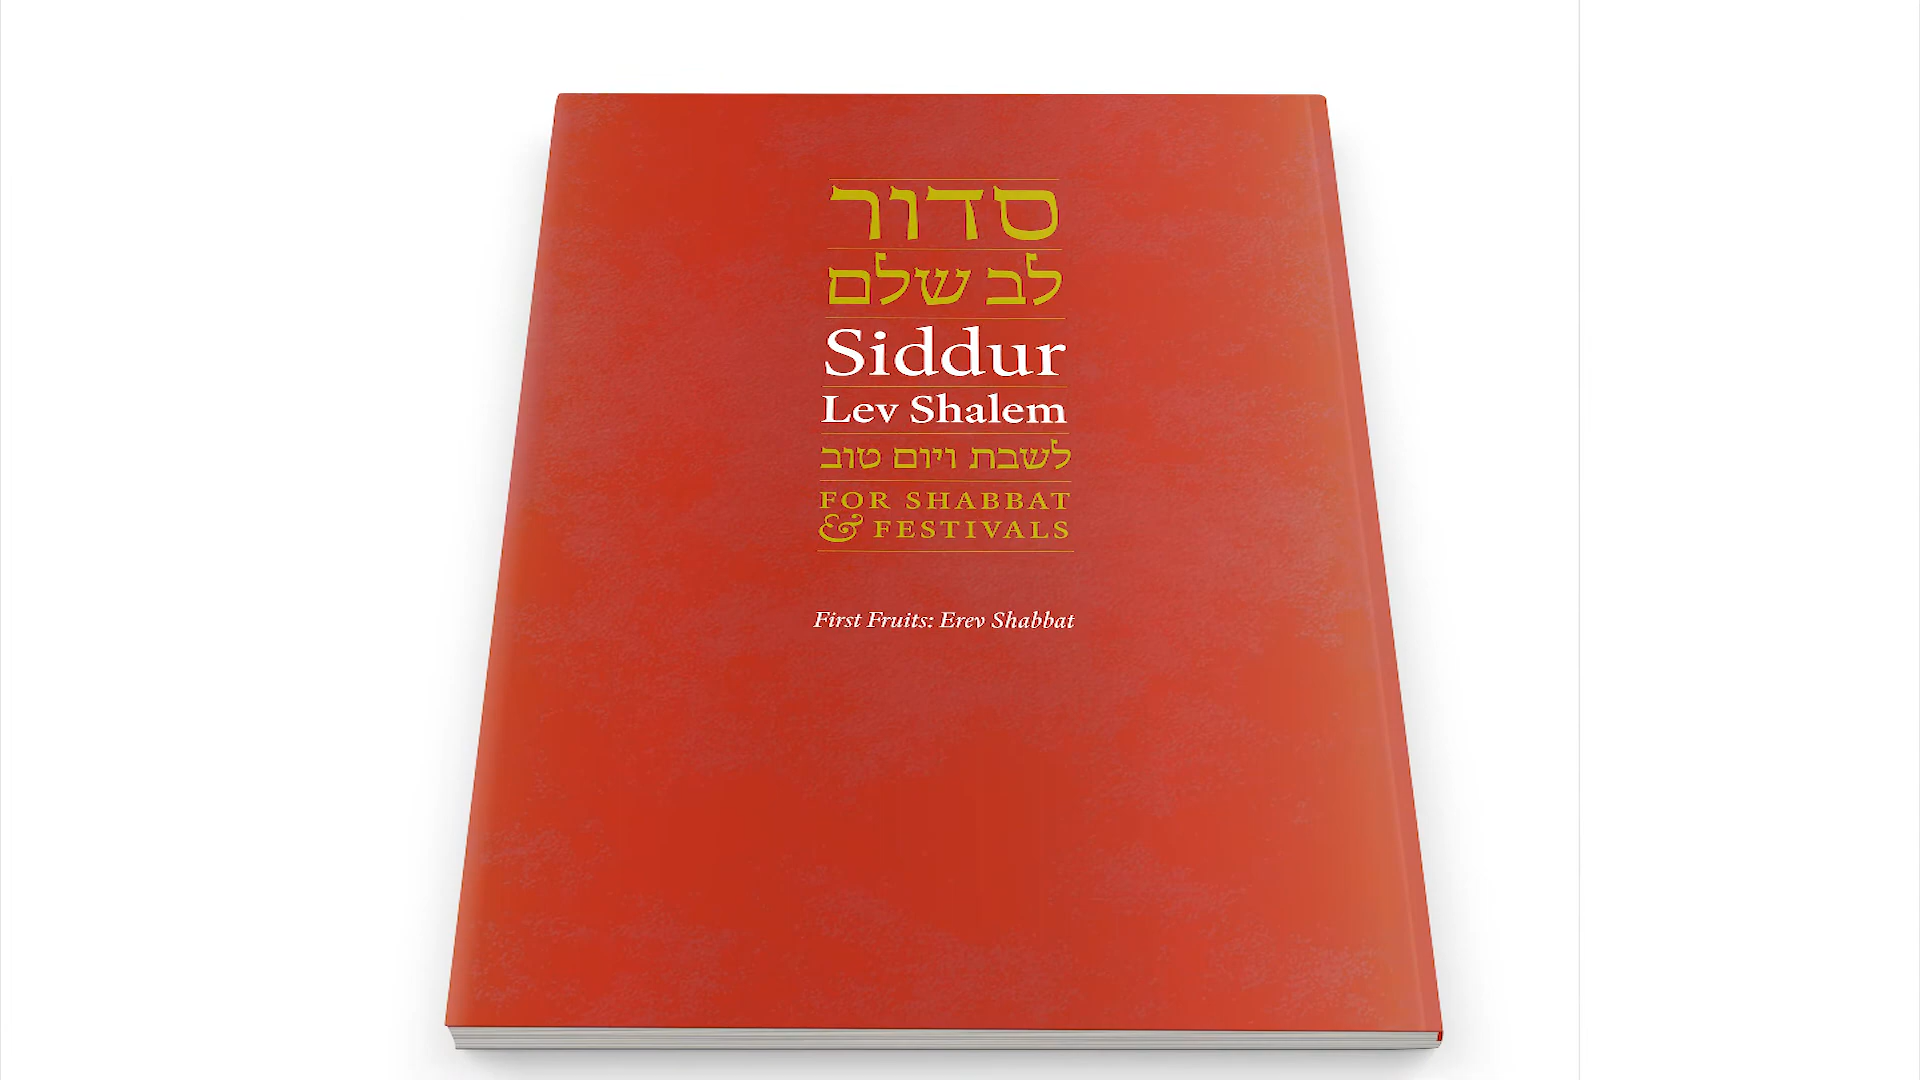 סדור
לב שלם
Siddur
Lev Shalem
לשבת ויום טוב
FOR SHABBAT
& FESTIVALS
First Fruits: Erev Shabbat